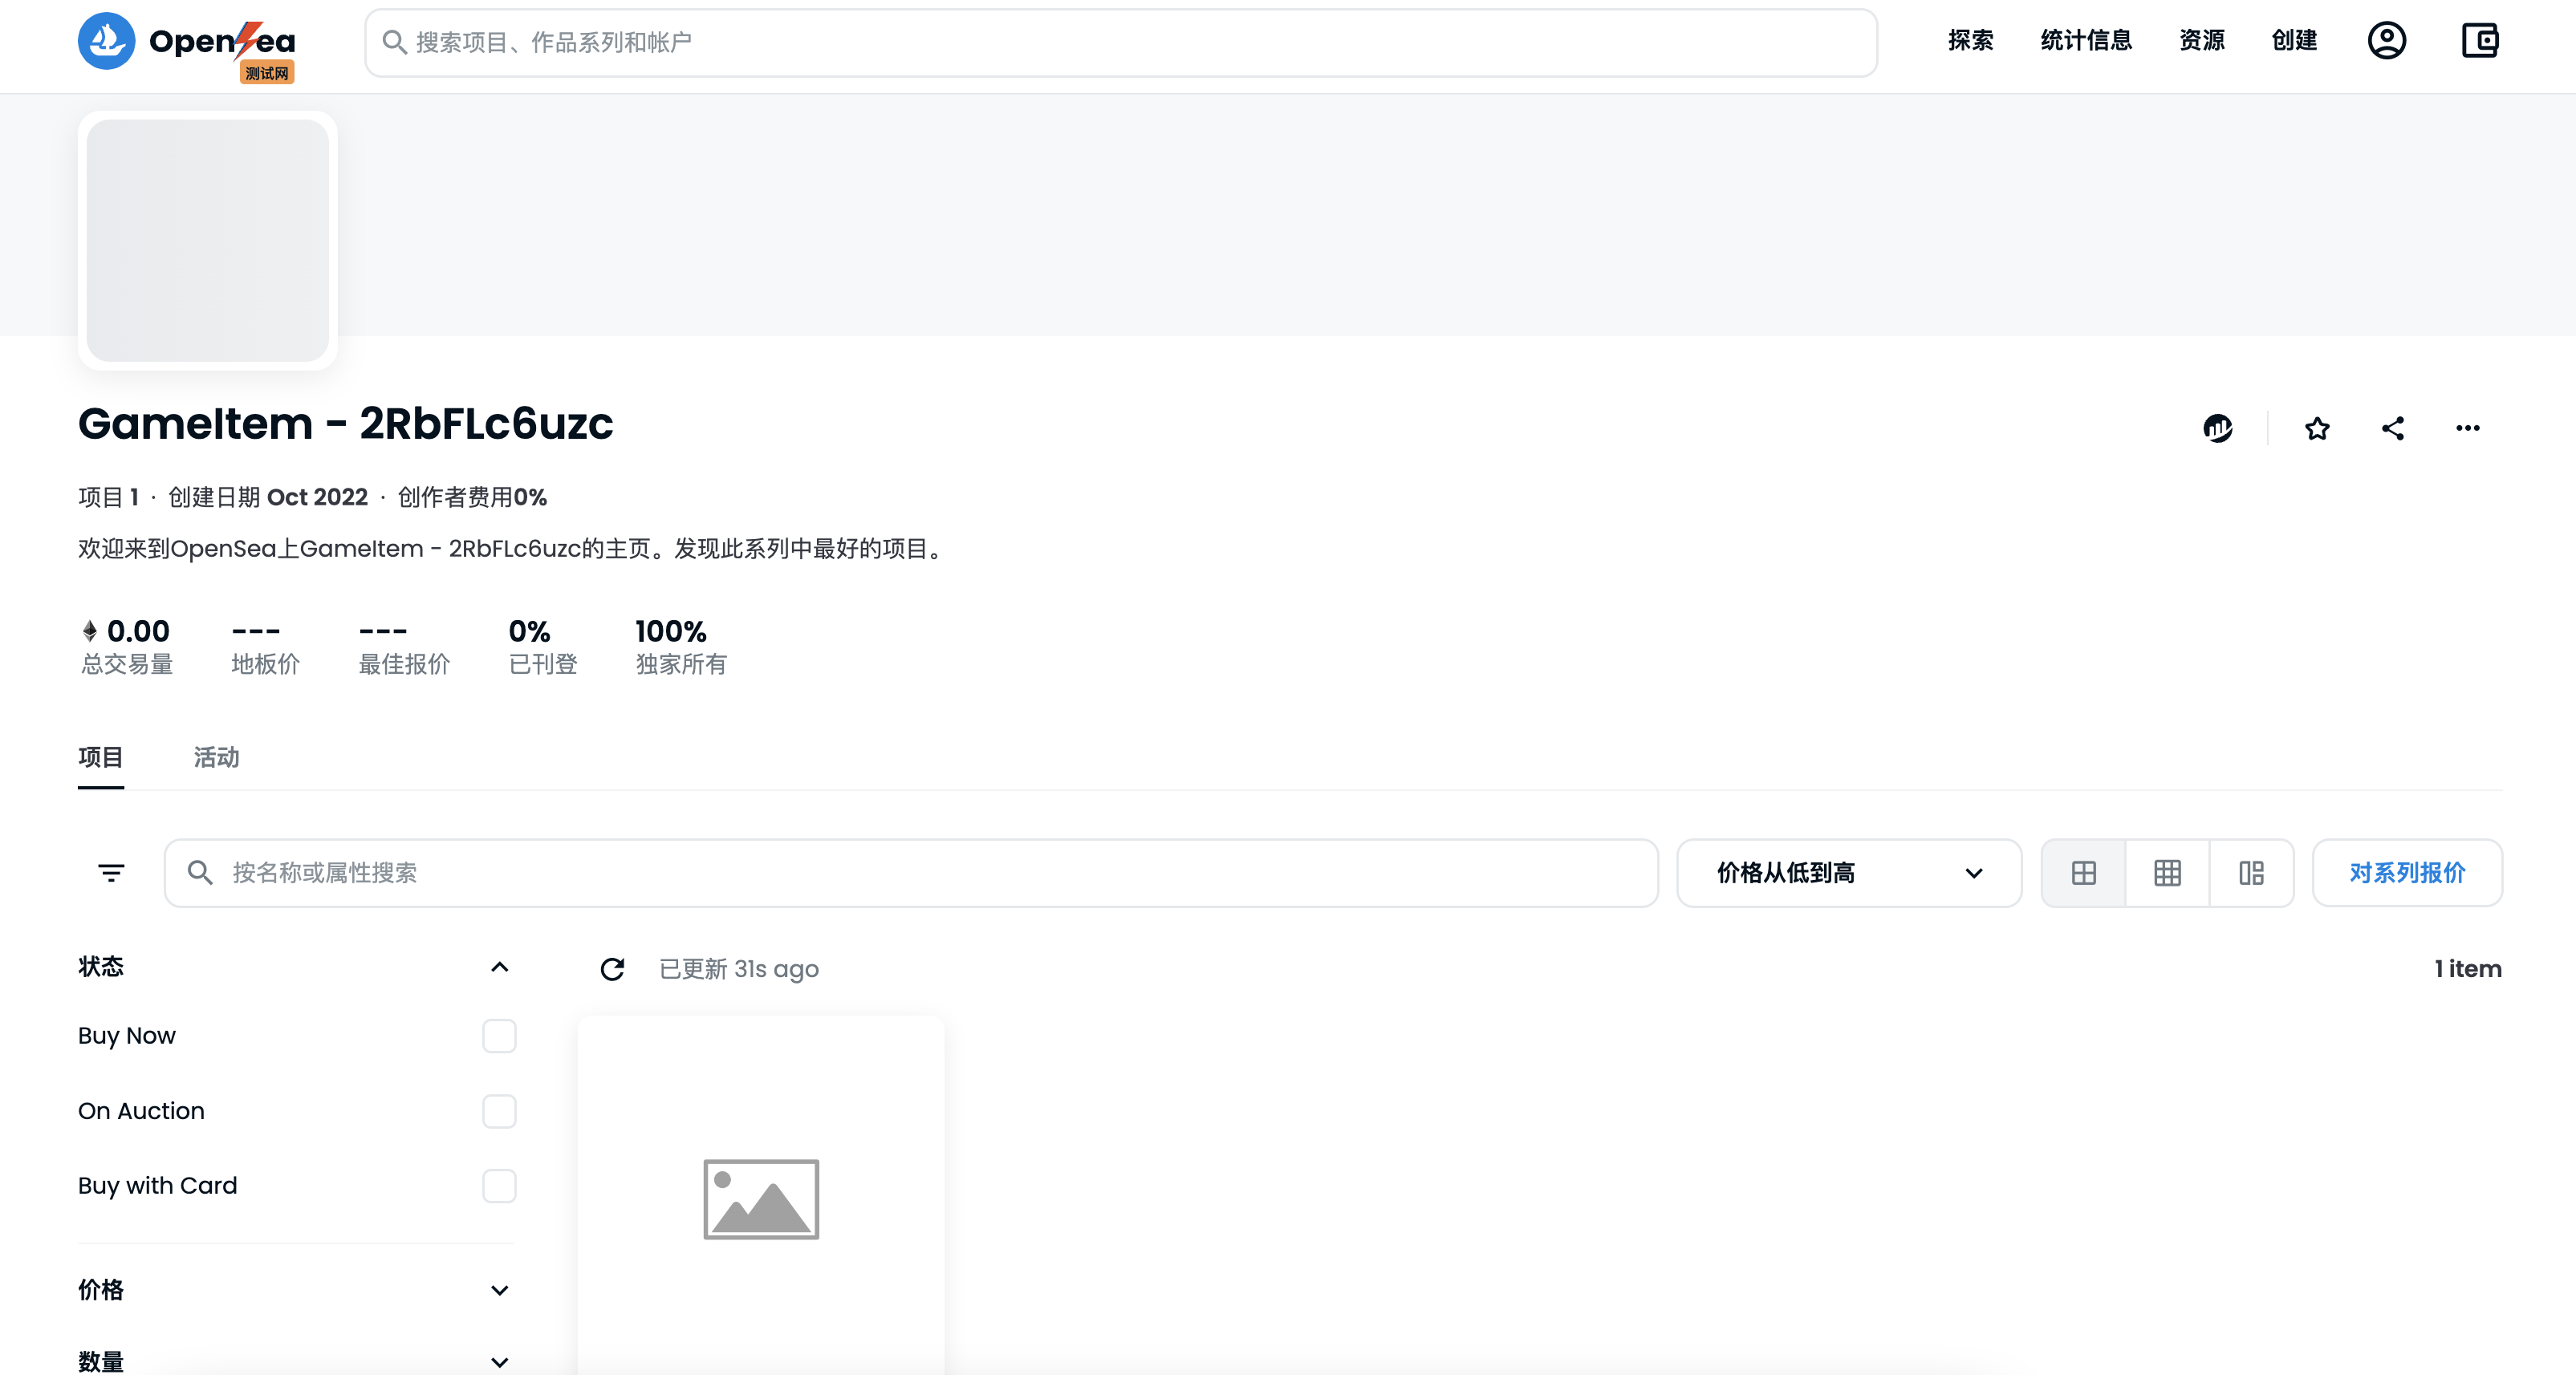 OpenSea
测试网
搜索项目、作品系列和帐户
探索 统计信息 资源 创建
GameItem - 2RbFLc6uzc
项目 1 · 创建日期 Oct 2022 · 创作者费用0%
欢迎来到OpenSea上GameItem - 2RbFLc6uzc的主页。发现此系列中最好的项目。
0.00 --- --- 0% 100%
总交易量 地板价 最佳报价 已刊登 独家所有
项目 活动
按名称或属性搜索 价格从低到高 对系列报价
状态 已更新 31s ago 1 item
Buy Now
On Auction
Buy with Card
价格
数量